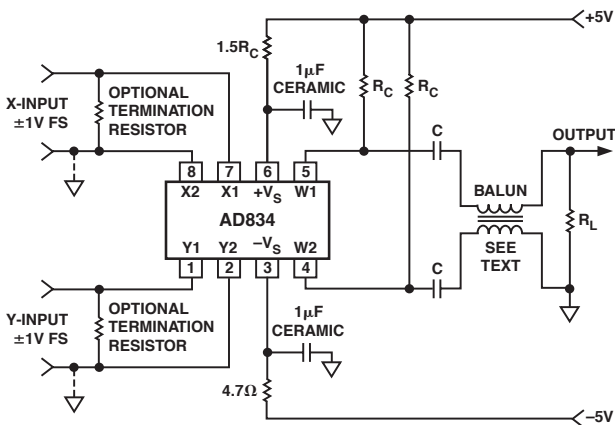 +5V
1.5RC
1µF
CERAMIC
RC
RC
X-INPUT
±1V FS
OPTIONAL
TERMINATION
RESISTOR
C
OUTPUT
8
7
6
5
X2
X1
+VS
W1
BALUN
RL
AD834
SEE
TEXT
Y1
Y2
–VS
W2
1
2
3
4
C
Y-INPUT
±1V FS
OPTIONAL
TERMINATION
RESISTOR
1µF
CERAMIC
4.7Ω
–5V